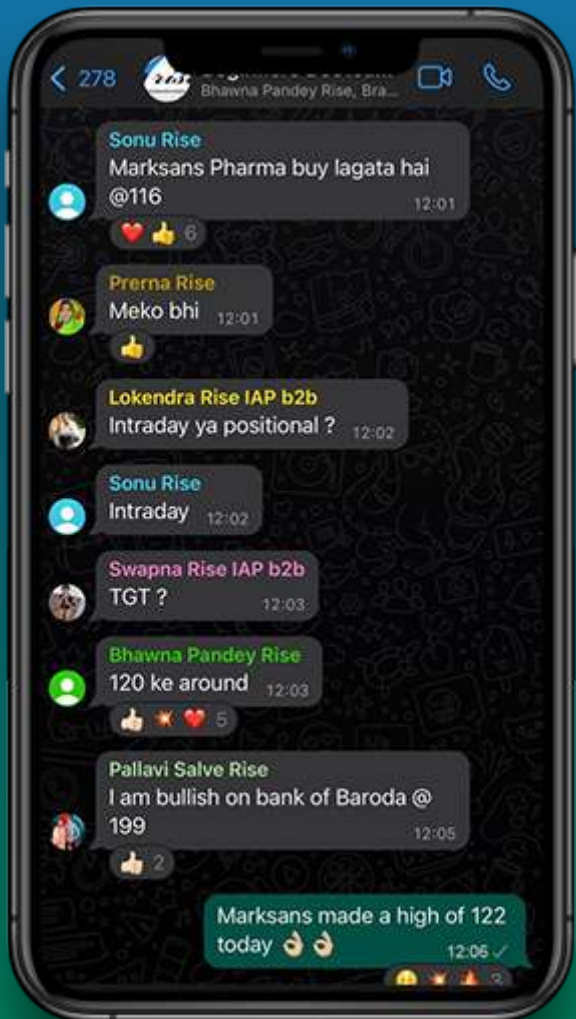 278
Bhawna Pandey Rise, Bra...
Sonu Rise
Marksans Pharma buy lagata hai
@116
12:01
6
Prerna Rise
Meko bhi 12:01
Lokendra Rise IAP b2b
Intraday ya positional ? 12:02
Sonu Rise
Intraday 12:02
Swapna Rise IAP b2b
TGT ? 12:03
Bhawna Pandey Rise
120 ke around 12:03
5
Pallavi Salve Rise
I am bullish on bank of Baroda @
199
12:05
2
Marksans made a high of 122
today 👌👌 12:06
3